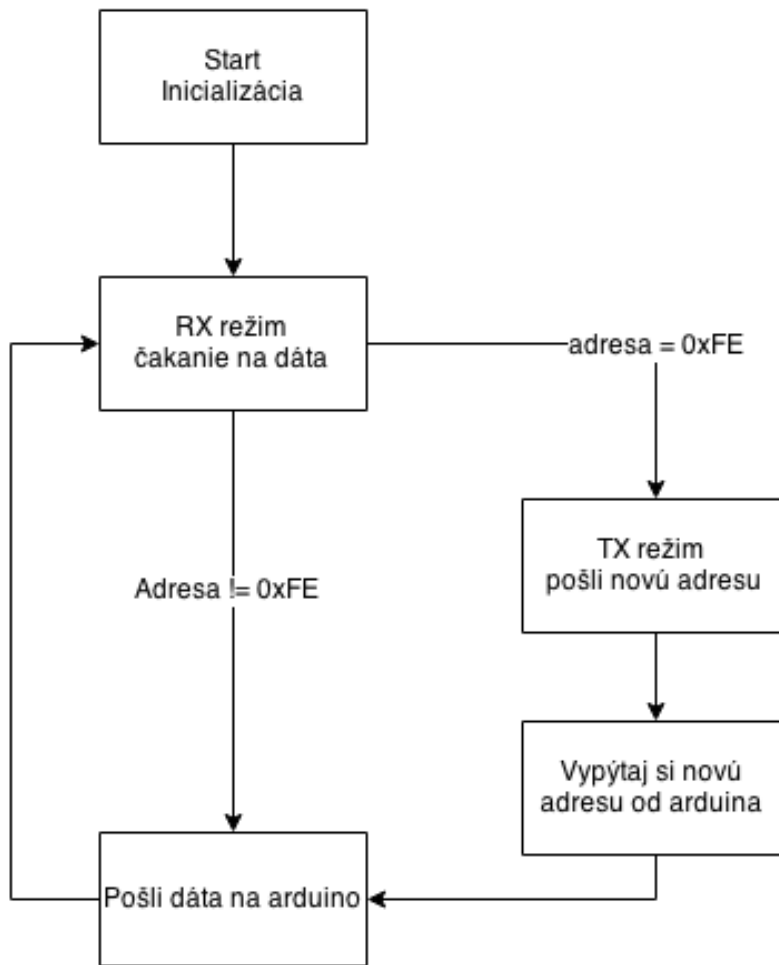 Start
Inicializácia
RX režim
čakanie na dáta
adresa = 0xFE
TX režim
pošli novú adresu
Adresa != 0xFE
Vypýtaj si novú
adresu od arduina
Pošli dáta na arduino